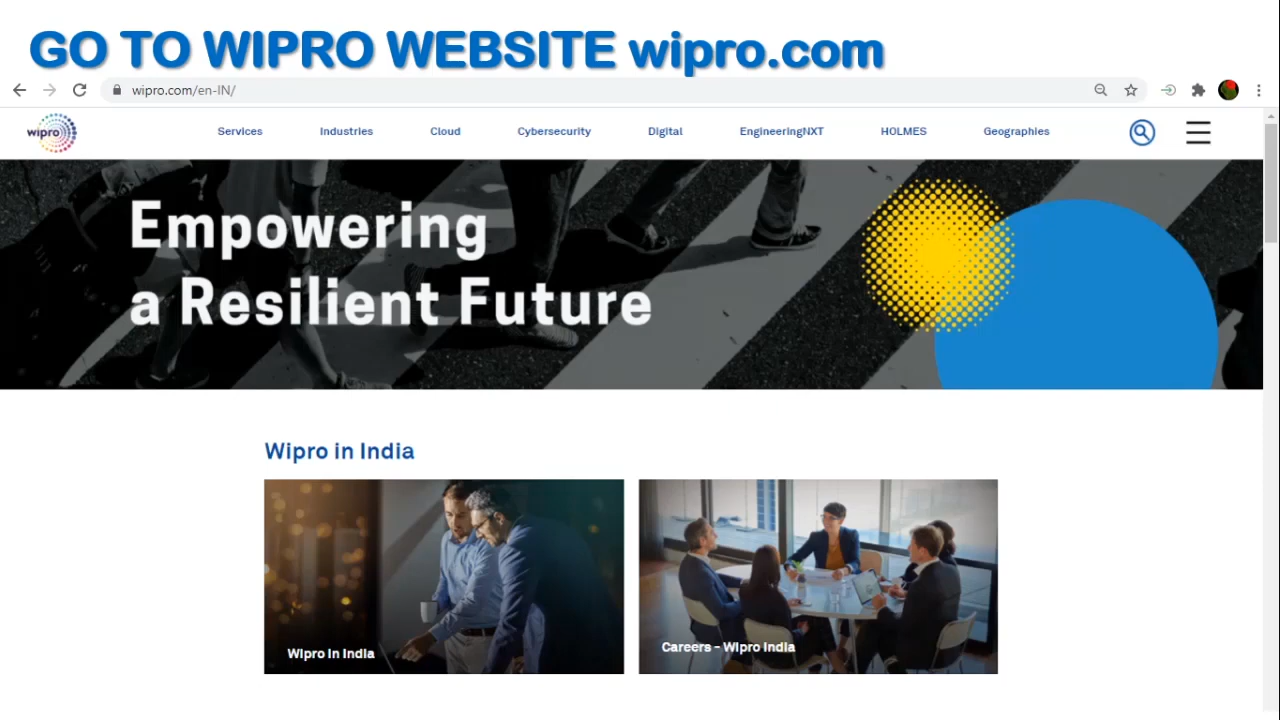 GO TO WIPRO WEBSITE wipro.com
wipro.com/en-IN/
wipro
Services Industries Cloud Cybersecurity Digital EngineeringNXT HOLMES Geographies
Empowering
a Resilient Future
Wipro in India
Wipro in India
Careers - Wipro India